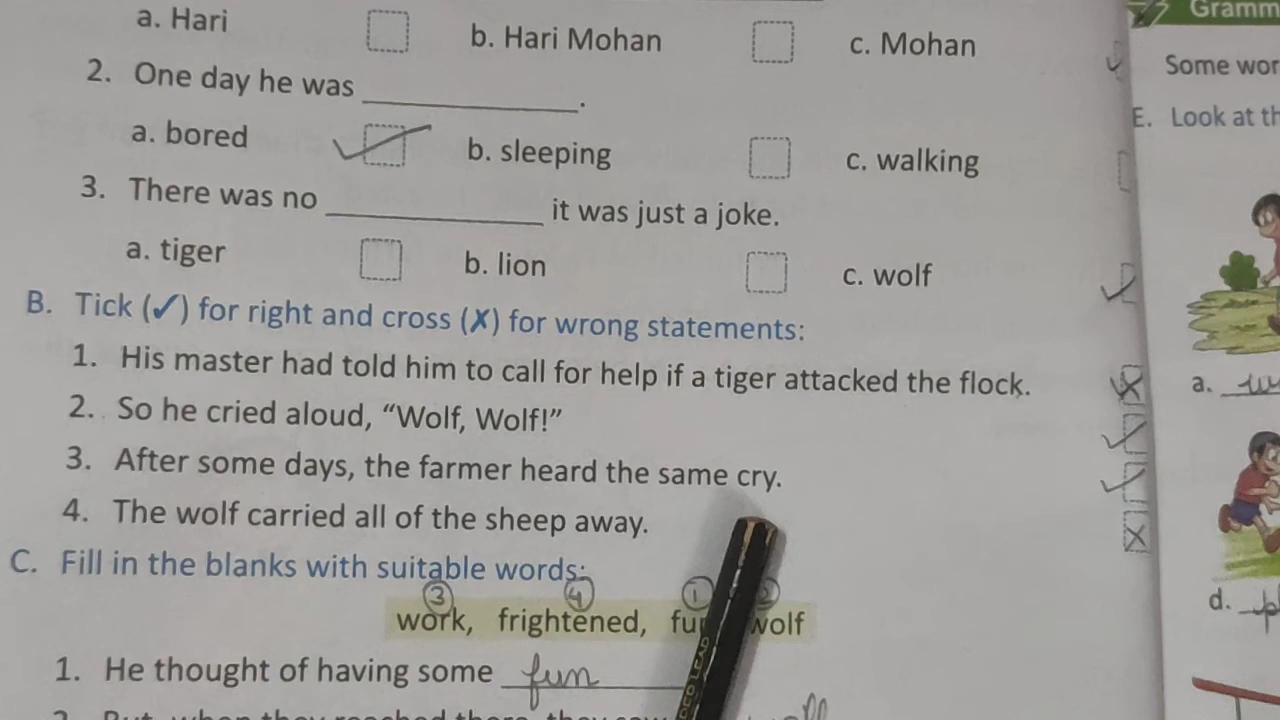 a. Hari b. Hari Mohan c. Mohan
2. One day he was ____________.
a. bored ✓ b. sleeping c. walking
3. There was no ____________ it was just a joke.
a. tiger b. lion c. wolf ✓
B. Tick (✓) for right and cross (✗) for wrong statements:
1. His master had told him to call for help if a tiger attacked the flock. ✗
2. So he cried aloud, “Wolf, Wolf!” ✓
3. After some days, the farmer heard the same cry. ✓
4. The wolf carried all of the sheep away. ✗
C. Fill in the blanks with suitable words:
3 4 1 2
work, frightened, wolf
1. He thought of having some fun
Gramm
Some wor
E. Look at th
a.
d.